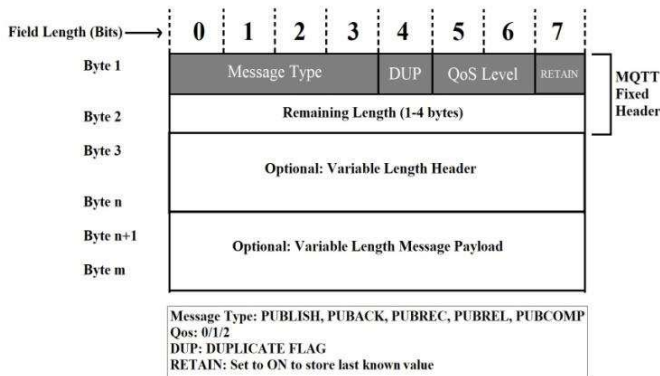 Field Length (Bits) 0 1 2 3 4 5 6 7
Byte 1 Message Type DUP QoS Level RETAIN
MQTT
Fixed
Header
Byte 2 Remaining Length (1-4 bytes)
Byte 3
Optional: Variable Length Header
Byte n
Byte n+1
Optional: Variable Length Message Payload
Byte m
Message Type: PUBLISH, PUBACK, PUBREC, PUBREL, PUBCOMP
Qos: 0/1/2
DUP: DUPLICATE FLAG
RETAIN: Set to ON to store last known value